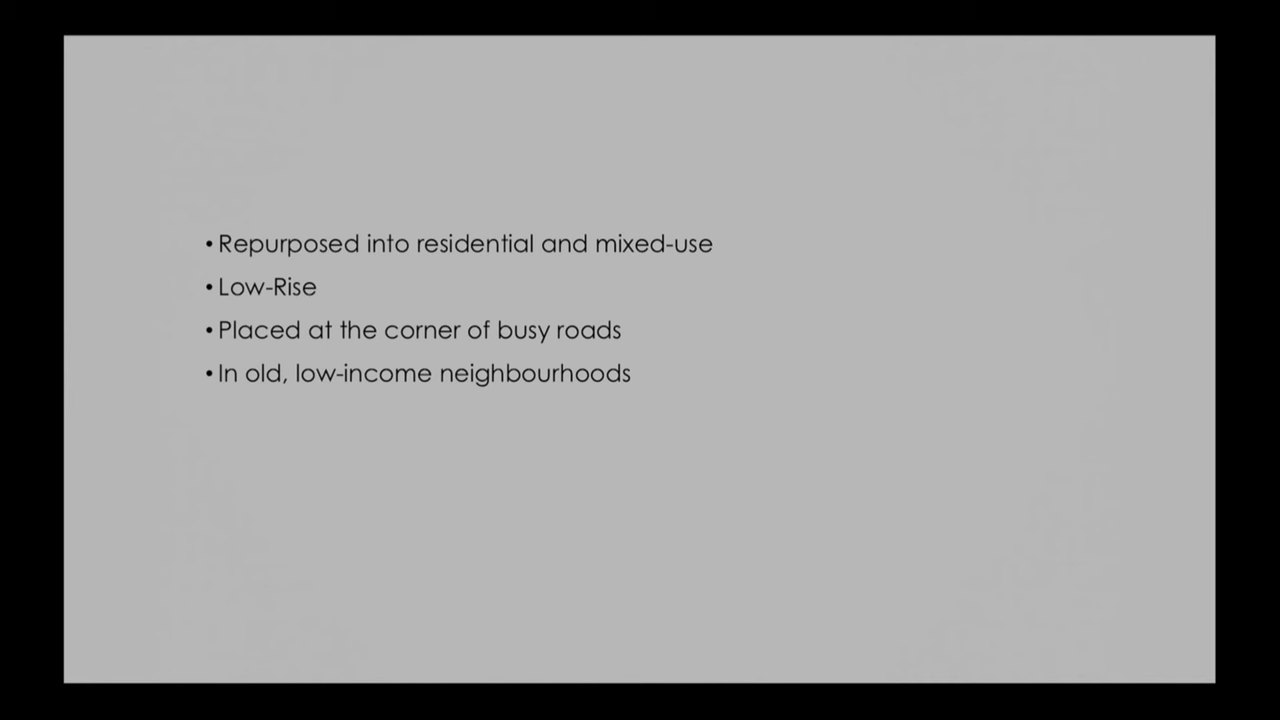 • Repurposed into residential and mixed-use
• Low-Rise
• Placed at the corner of busy roads
• In old, low-income neighbourhoods